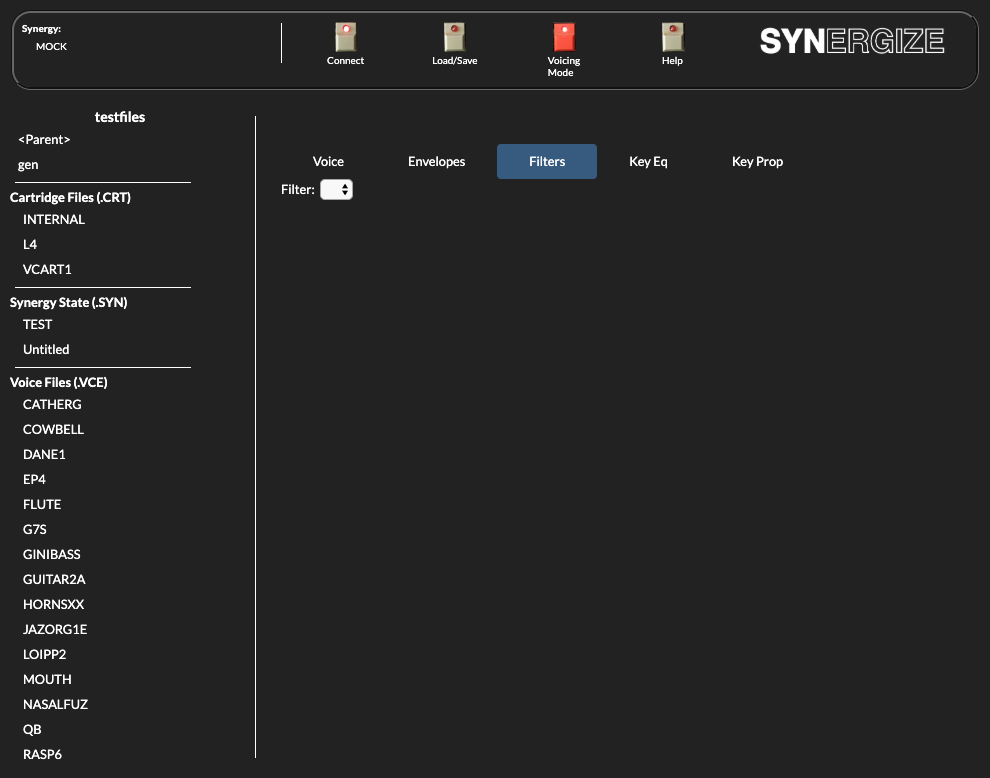 Synergy:
MOCK
Connect
Load/Save
Voicing
Mode
Help
SYNERGIZE
testfiles
<Parent>
gen
Cartridge Files (.CRT)
INTERNAL
L4
VCART1
Synergy State (.SYN)
TEST
Untitled
Voice Files (.VCE)
CATHERG
COWBELL
DANE1
EP4
FLUTE
G7S
GINIBASS
GUITAR2A
HORNSXX
JAZORG1E
LOIPP2
MOUTH
NASALFUZ
QB
RASP6
Voice Envelopes Filters Key Eq Key Prop
Filter: